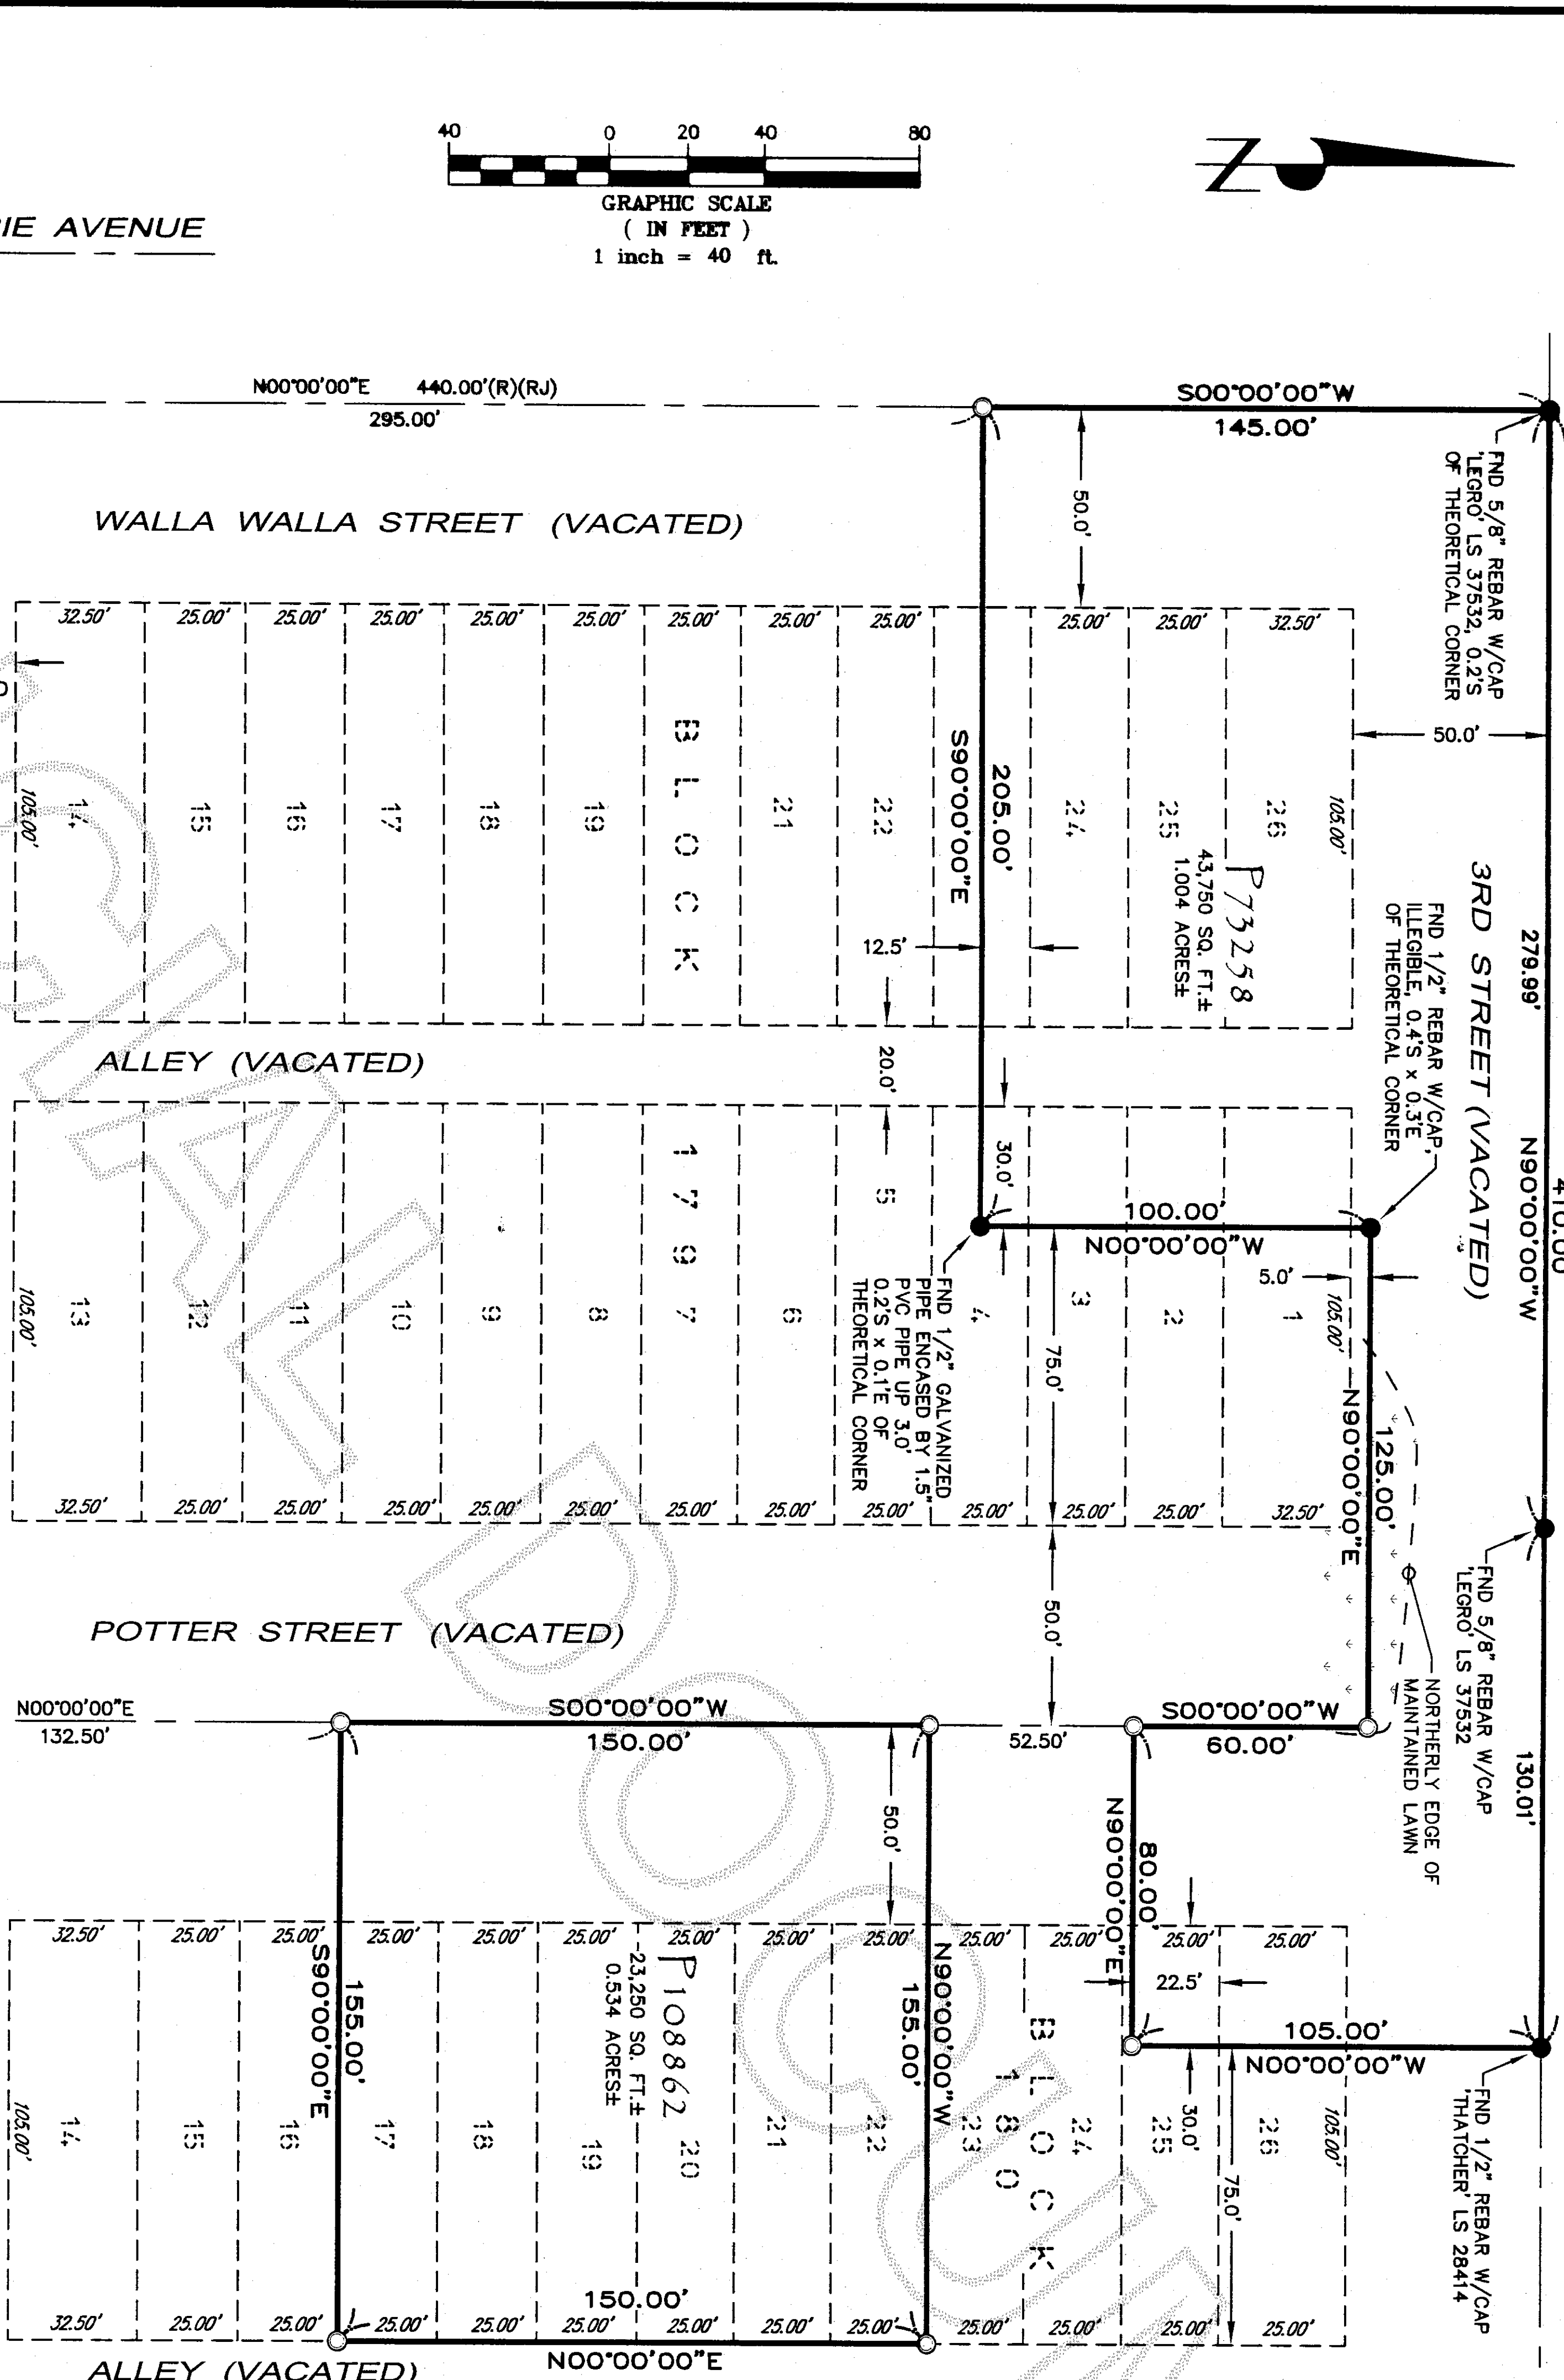 40 0 20 40 80
GRAPHIC SCALE
( IN FEET )
1 inch = 40 ft.
Z
IE AVENUE
N00°00'00"E 440.00'(R)(RJ)
295.00'
S00°00'00"W
145.00'
FND 5/8" REBAR W/CAP
'LEGRO' LS 37532, 0.2'S
OF THEORETICAL CORNER
50.0'
WALLA WALLA STREET (VACATED)
32.50' 25.00' 25.00' 25.00' 25.00' 25.00' 25.00' 25.00' 25.00' 25.00' 25.00' 32.50'
50.0'
BLOCK
S90°00'00"E
205.00'
14 15 16 17 18 19 21 22 24 25 26
105.00'
105.00'
P73258
43,750 SQ. FT.±
1.004 ACRES±
3RD STREET (VACATED)
279.99'
N90°00'00"W
410.00'
12.5'
FND 1/2" REBAR W/CAP,
ILLEGIBLE, 0.4'S x 0.3'E
OF THEORETICAL CORNER
ALLEY (VACATED)
20.0'
30.0'
1797
100.00'
N00°00'00"W
5.0'
13 12 11 10 9 8 7 6 5 4 3 2 1
105.00'
105.00'
FND 1/2" GALVANIZED
PIPE ENCASED BY 1.5"
PVC PIPE UP 3.0'
0.2'S x 0.1'E OF
THEORETICAL CORNER
75.0'
N90°00'00"E
125.00'
32.50' 25.00' 25.00' 25.00' 25.00' 25.00' 25.00' 25.00' 25.00' 25.00' 25.00' 25.00' 32.50'
POTTER STREET (VACATED)
50.0'
FND 5/8" REBAR W/CAP
'LEGRO' LS 37532
NORTHERLY EDGE OF
MAINTAINED LAWN
130.01'
N00°00'00"E
132.50'
S00°00'00"W
150.00'
52.50'
S00°00'00"W
60.00'
50.0'
N90°00'00"E
80.00'
32.50' 25.00' 25.00' 25.00' 25.00' 25.00' 25.00' 25.00' 25.00' 25.00' 25.00' 25.00' 25.00'
22.5'
S90°00'00"E
155.00'
P108862
23,250 SQ. FT.±
0.534 ACRES±
N90°00'00"W
155.00'
BLOCK
180
105.00'
N00°00'00"W
14 15 16 17 18 19 20 21 22 23 24 25 26
105.00'
105.00'
30.0'
75.0'
FND 1/2" REBAR W/CAP
'THATCHER' LS 28414
150.00'
32.50' 25.00' 25.00' 25.00' 25.00' 25.00' 25.00' 25.00' 25.00' 25.00' 25.00' 25.00' 25.00'
N00°00'00"E
ALLEY (VACATED)
CIAL DOCU